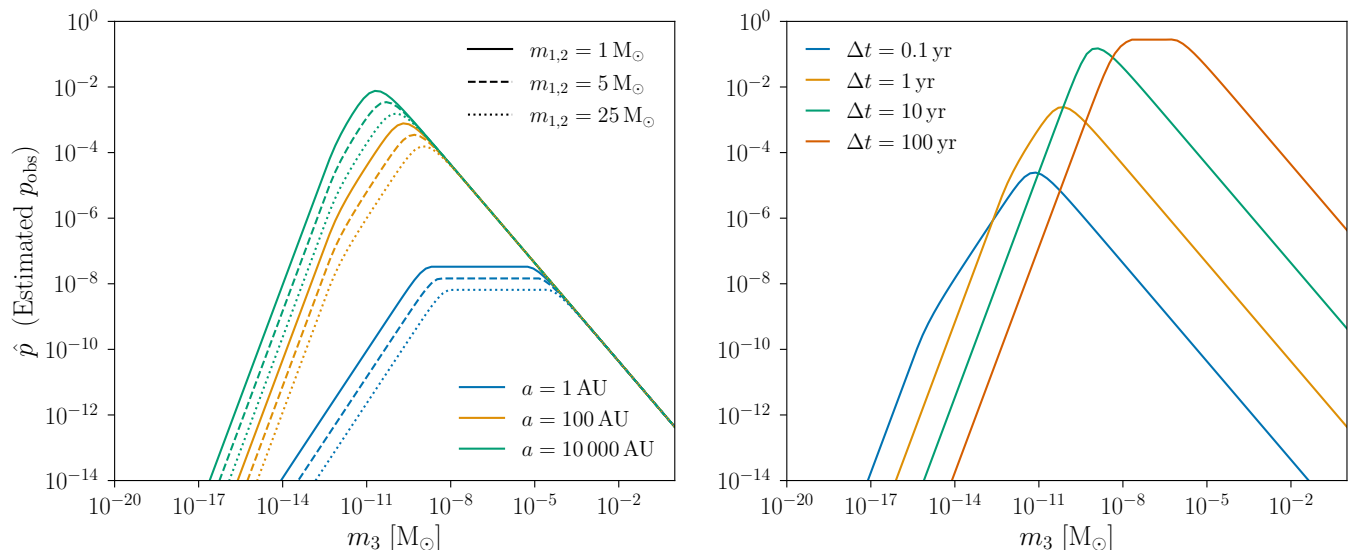 p̂ (Estimated p_obs)
10^0
10^−2
10^−4
10^−6
10^−8
10^−10
10^−12
10^−14
m_{1,2} = 1 M_⊙
m_{1,2} = 5 M_⊙
m_{1,2} = 25 M_⊙
a = 1 AU
a = 100 AU
a = 10 000 AU
10^−20 10^−17 10^−14 10^−11 10^−8 10^−5 10^−2
m_3 [M_⊙]
10^0
10^−2
10^−4
10^−6
10^−8
10^−10
10^−12
10^−14
Δt = 0.1 yr
Δt = 1 yr
Δt = 10 yr
Δt = 100 yr
10^−20 10^−17 10^−14 10^−11 10^−8 10^−5 10^−2
m_3 [M_⊙]